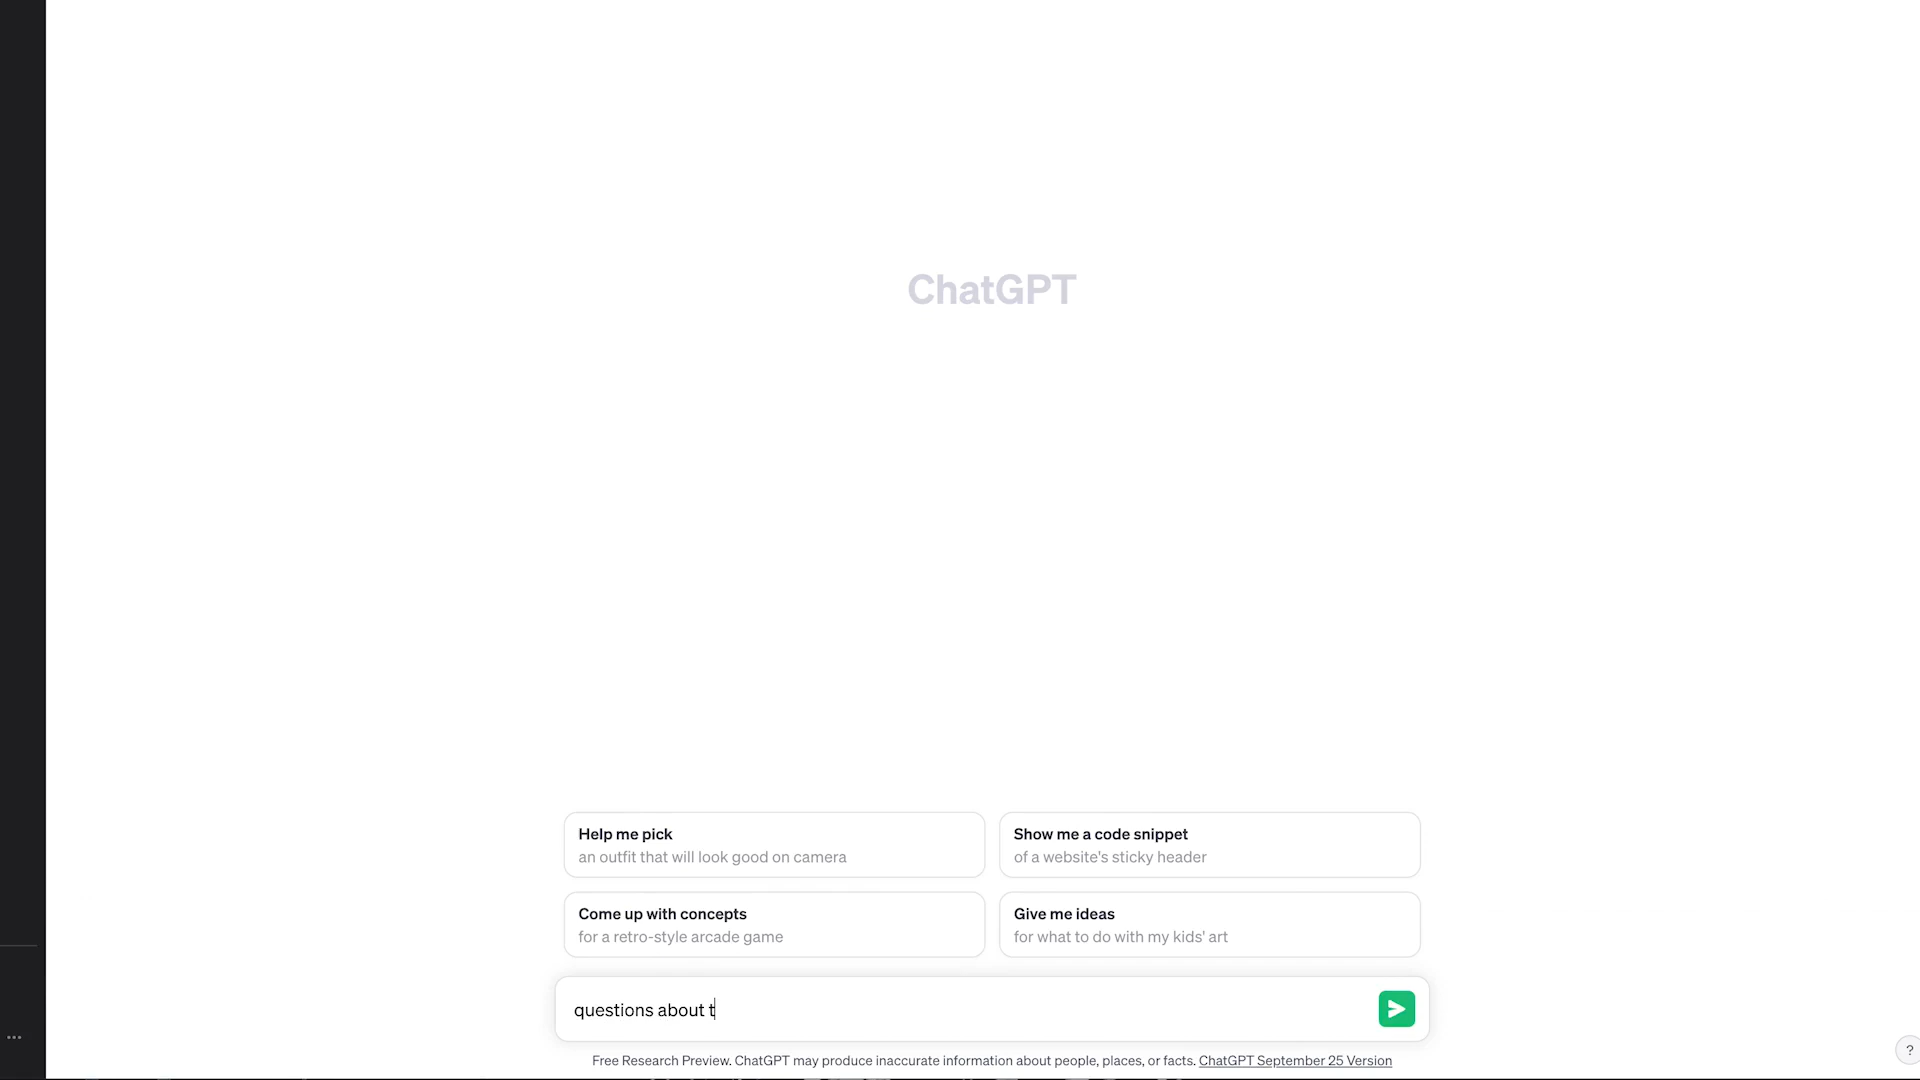 ChatGPT
Help me pick
an outfit that will look good on camera
Show me a code snippet
of a website's sticky header
Come up with concepts
for a retro-style arcade game
Give me ideas
for what to do with my kids' art
questions about t
Free Research Preview. ChatGPT may produce inaccurate information about people, places, or facts. ChatGPT September 25 Version
?